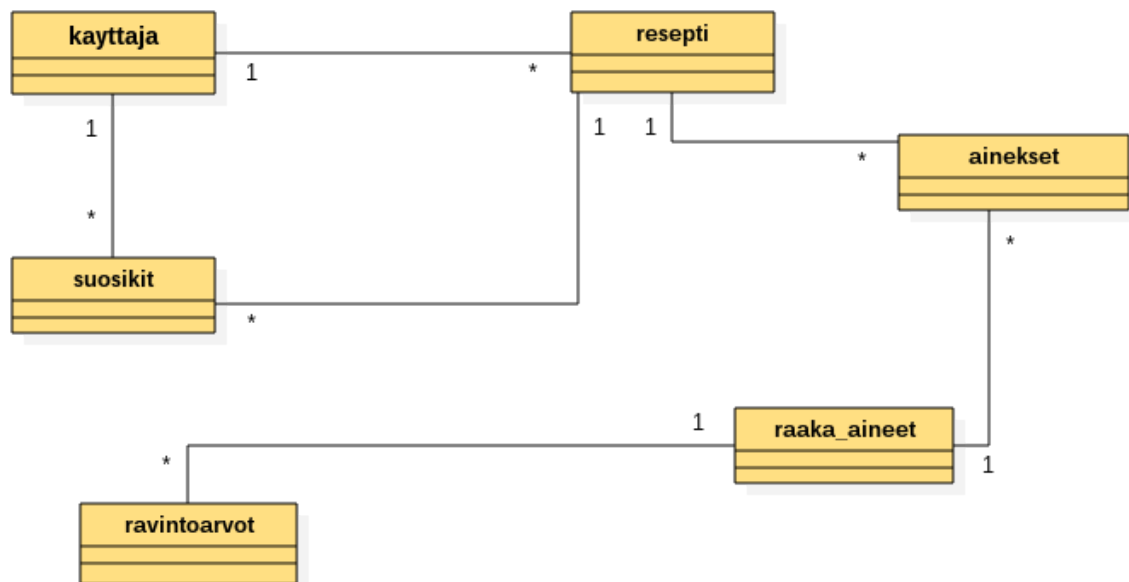 kayttaja
resepti
1
*
1
1
1
*
ainekset
*
*
suosikit
*
1
raaka_aineet
*
1
ravintoarvot